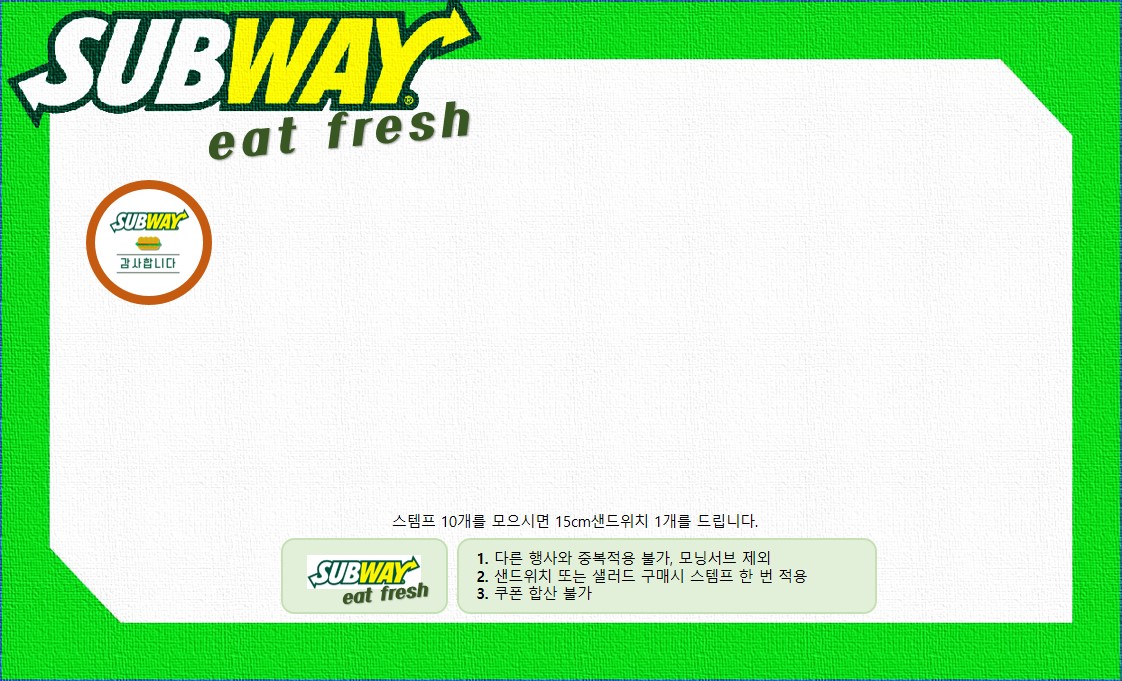 SUBWAY®
eat fresh
SUBWAY
감사합니다
스템프 10개를 모으시면 15cm샌드위치 1개를 드립니다.
SUBWAY
eat fresh
1. 다른 행사와 중복적용 불가, 모닝서브 제외
2. 샌드위치 또는 샐러드 구매시 스템프 한 번 적용
3. 쿠폰 합산 불가